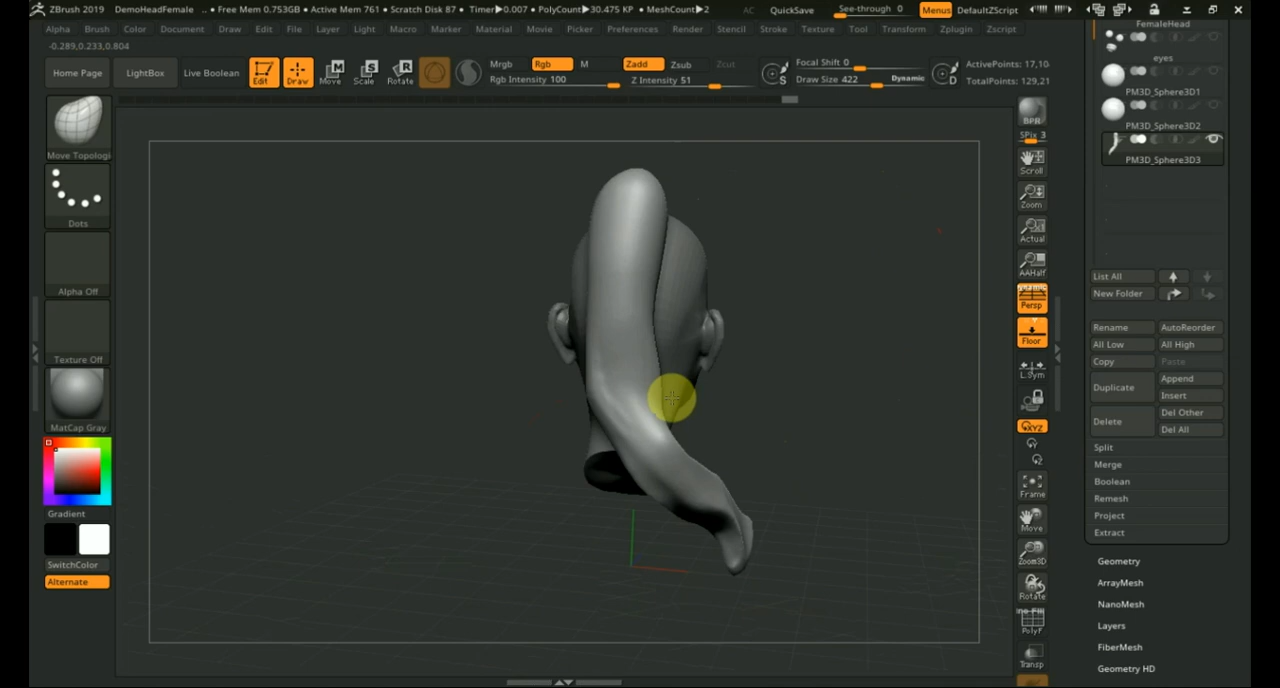 ZBrush 2019 DemoHeadFemale .. • Free Mem 0.753GB • Active Mem 761 • Scratch Disk 87 • Timer▶0.007 • PolyCount▶30.475 KP • MeshCount▶2 AC QuickSave See-through 0 Menus DefaultZScript
Alpha Brush Color Document Draw Edit File Layer Light Macro Marker Material Movie Picker Preferences Render Stencil Stroke Texture Tool Transform Zplugin Zscript
-0.289,0.233,0.804
Home Page LightBox Live Boolean Edit Draw Move Scale Rotate
Mrgb Rgb M Zadd Zsub Zcut
Rgb Intensity 100 Z Intensity 51
S Focal Shift 0
Draw Size 422 Dynamic D
ActivePoints: 17,10
TotalPoints: 129,21
Move Topologi
Dots
Alpha Off
Texture Off
MatCap Gray
Gradient
SwitchColor
Alternate
BPR
SPix 3
Scroll
Zoom
Actual
AAHalf
Persp
Floor
L.Sym
XYZ
Frame
Move
Zoom3D
Rotate
PolyF
Transp
FemaleHead
eyes
PM3D_Sphere3D1
PM3D_Sphere3D2
PM3D_Sphere3D3
List All
New Folder
Rename AutoReorder
All Low All High
Copy Paste
Duplicate Append
Insert
Delete Del Other
Del All
Split
Merge
Boolean
Remesh
Project
Extract
Geometry
ArrayMesh
NanoMesh
Layers
FiberMesh
Geometry HD